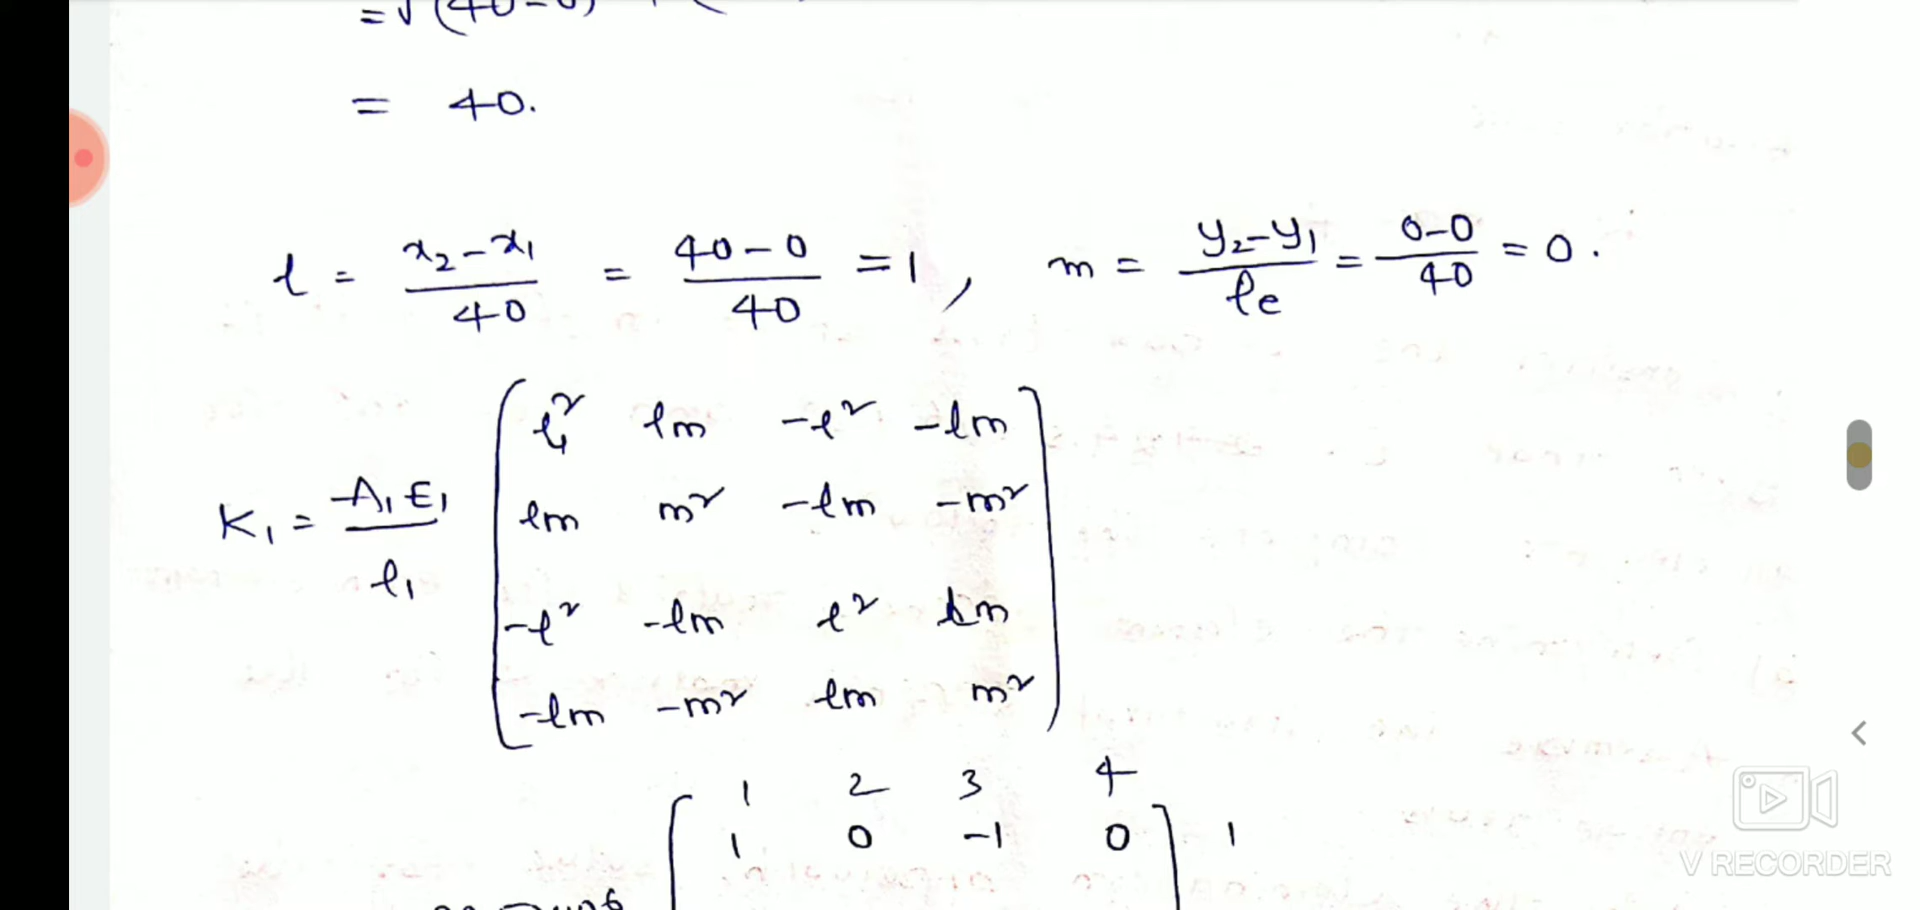 = 40.
l = x₂-x₁/40 = 40-0/40 = 1, m = y₂-y₁/le = 0-0/40 = 0.
K₁ = A₁E₁/l₁ [ l² lm -l² -lm
lm m² -lm -m²
-l² -lm l² lm
-lm -m² lm m² ]
1 2 3 4
1 0 -1 0 1
V RECORDER